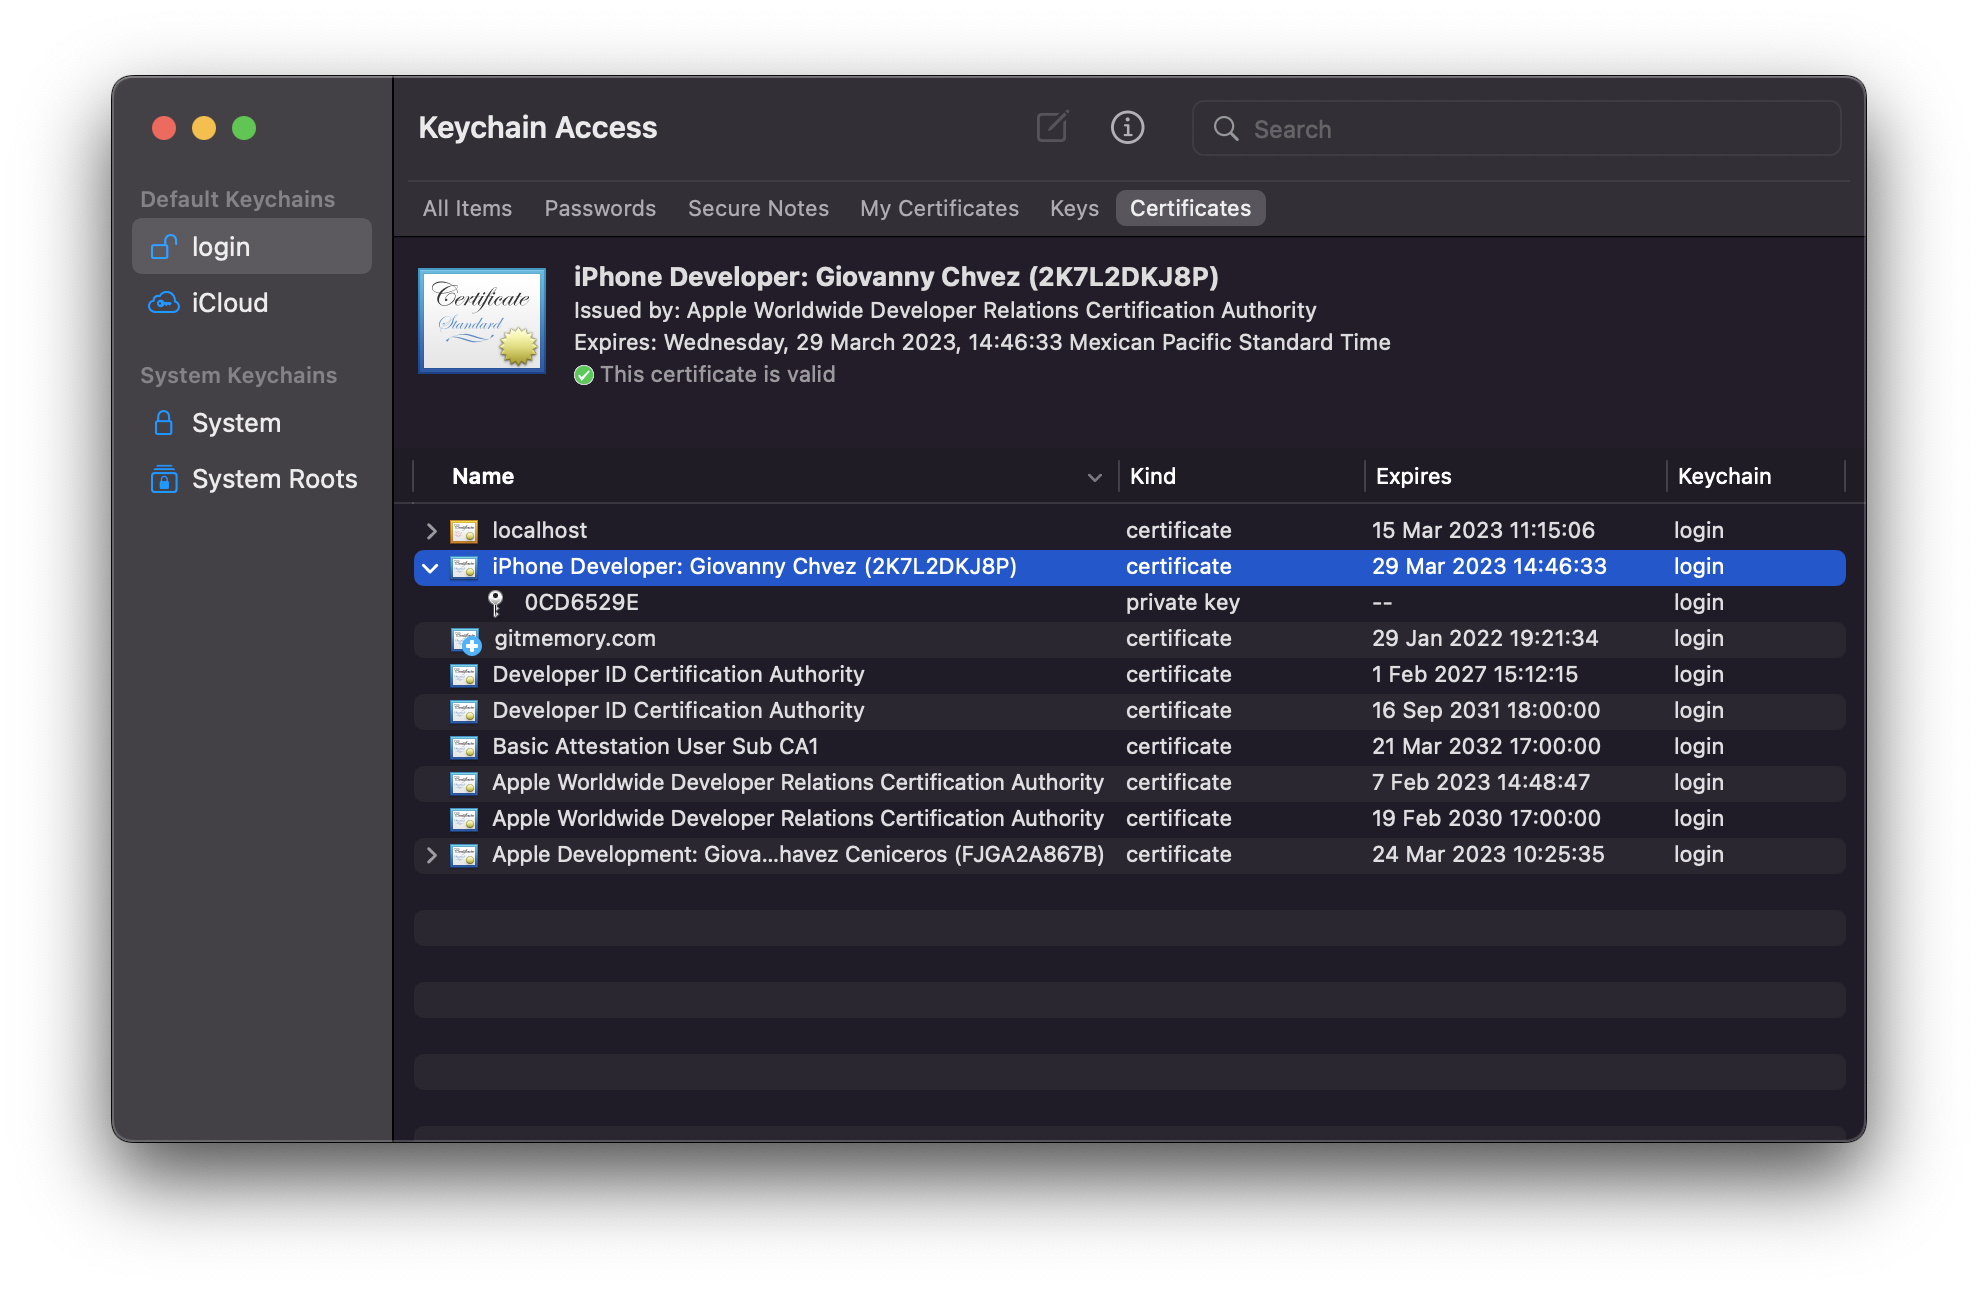 Keychain Access
Search
Default Keychains
login
iCloud
System Keychains
System
System Roots
All Items Passwords Secure Notes My Certificates Keys Certificates
Certificate
Standard
iPhone Developer: Giovanny Chvez (2K7L2DKJ8P)
Issued by: Apple Worldwide Developer Relations Certification Authority
Expires: Wednesday, 29 March 2023, 14:46:33 Mexican Pacific Standard Time
This certificate is valid
Name Kind Expires Keychain
localhost certificate 15 Mar 2023 11:15:06 login
iPhone Developer: Giovanny Chvez (2K7L2DKJ8P) certificate 29 Mar 2023 14:46:33 login
0CD6529E private key -- login
gitmemory.com certificate 29 Jan 2022 19:21:34 login
Developer ID Certification Authority certificate 1 Feb 2027 15:12:15 login
Developer ID Certification Authority certificate 16 Sep 2031 18:00:00 login
Basic Attestation User Sub CA1 certificate 21 Mar 2032 17:00:00 login
Apple Worldwide Developer Relations Certification Authority certificate 7 Feb 2023 14:48:47 login
Apple Worldwide Developer Relations Certification Authority certificate 19 Feb 2030 17:00:00 login
Apple Development: Giova...havez Ceniceros (FJGA2A867B) certificate 24 Mar 2023 10:25:35 login